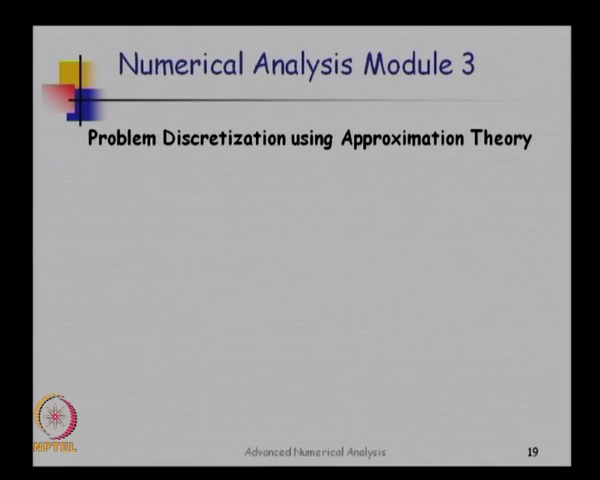 Numerical Analysis Module 3
Problem Discretization using Approximation Theory
NPTEL
Advanced Numerical Analysis
19